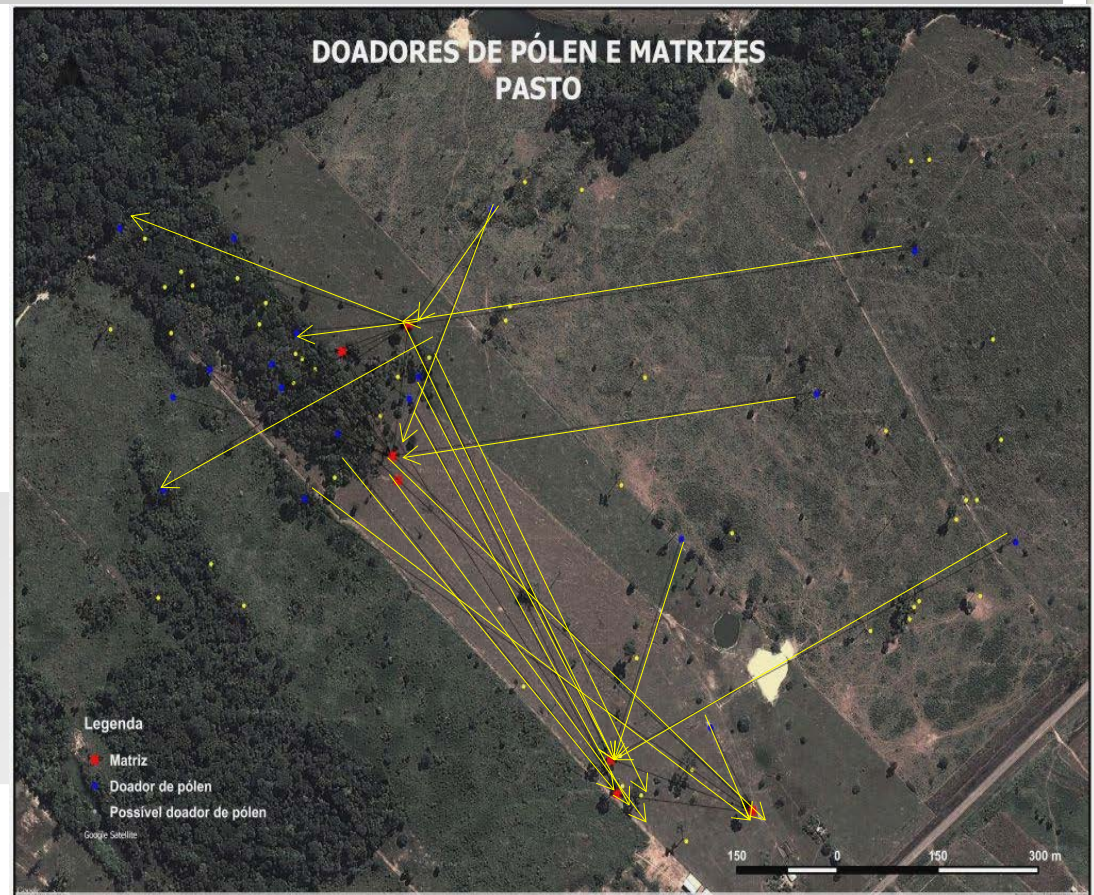 DOADORES DE PÓLEN E MATRIZES
PASTO
Legenda
Matriz
Doador de pólen
Possível doador de pólen
Google Satellite
150 0 150 300 m
Google